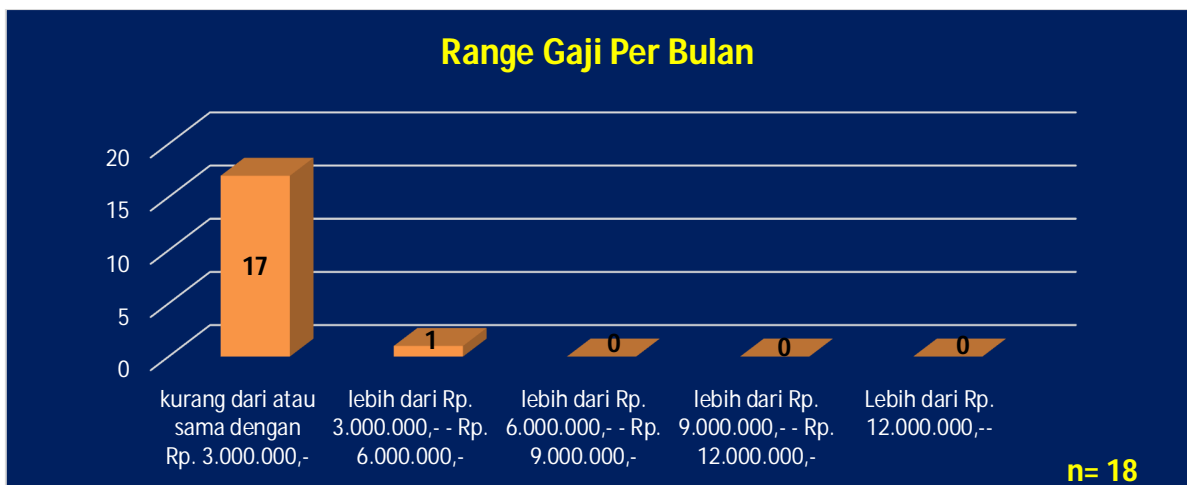 Range Gaji Per Bulan
20
15
10
5
0
17
1
0
0
0
kurang dari atau
sama dengan
Rp. 3.000.000,-
lebih dari Rp.
3.000.000,- - Rp.
6.000.000,-
lebih dari Rp.
6.000.000,- - Rp.
9.000.000,-
lebih dari Rp.
9.000.000,- - Rp.
12.000.000,-
Lebih dari Rp.
12.000.000,--
n= 18